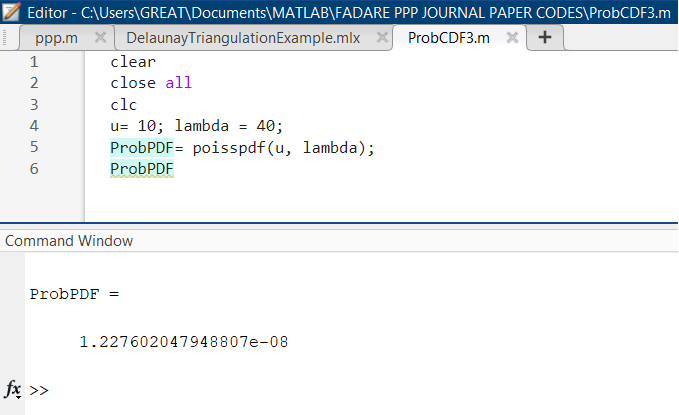 Editor - C:\Users\GREAT\Documents\MATLAB\FADARE PPP JOURNAL PAPER CODES\ProbCDF3.m
ppp.m × DelaunayTriangulationExample.mlx × ProbCDF3.m × +
1 clear
2 close all
3 clc
4 u= 10; lambda = 40;
5 ProbPDF= poisspdf(u, lambda);
6 ProbPDF
Command Window
ProbPDF =
1.227602047948807e-08
fx >>